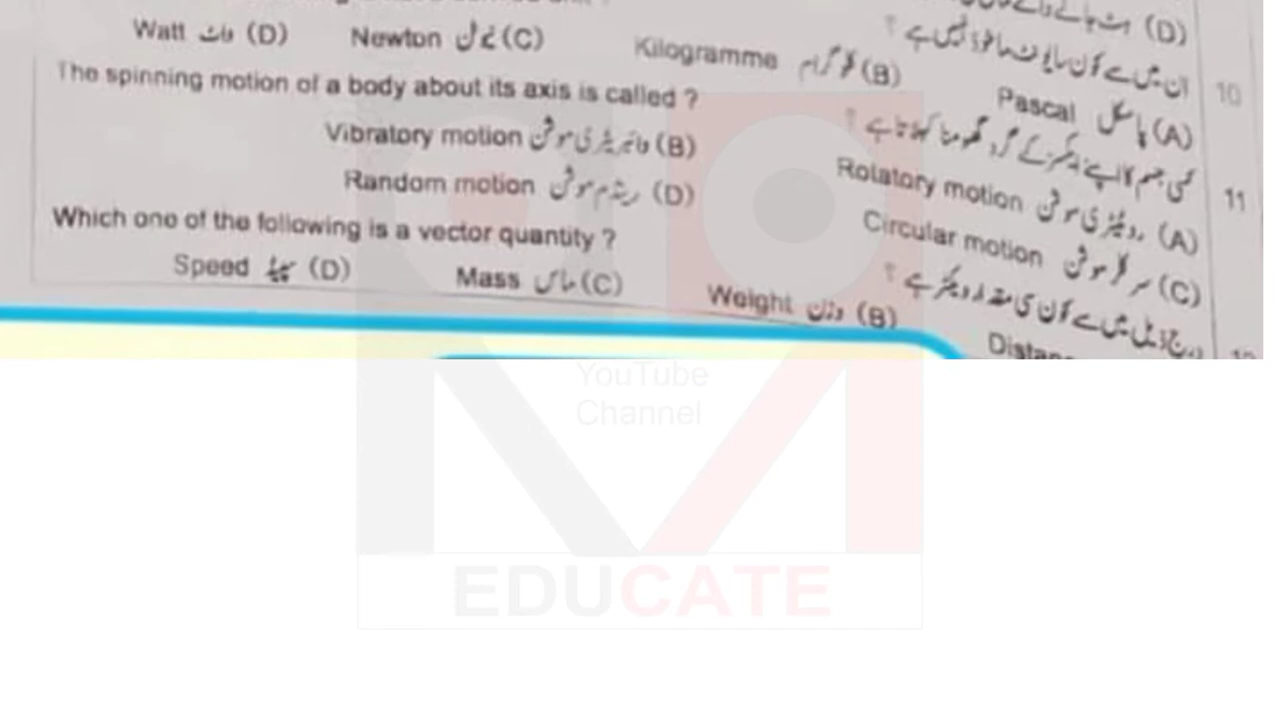 (D)
10 ان میں سے کون سا یونٹ ماخوذ نہیں ہے ؟
(A) پاسکل Pascal (B) کلوگرام Kilogramme (C) نیوٹن Newton (D) واٹ Watt
11 کسی جسم کا اپنے ایکسز کے گرد گھومنا کہلاتا ہے ؟
The spinning motion of a body about its axis is called ?
(A) روٹیٹری موشن Rotatory motion (B) وائبریٹری موشن Vibratory motion
(C) سرکلر موشن Circular motion (D) رینڈم موشن Random motion
درج ذیل میں سے کون سی مقدار ویکٹر ہے ؟
Which one of the following is a vector quantity ?
(B) وزن Weight (C) ماس Mass (D) سپیڈ Speed
YouTube
Channel
EDUCATE